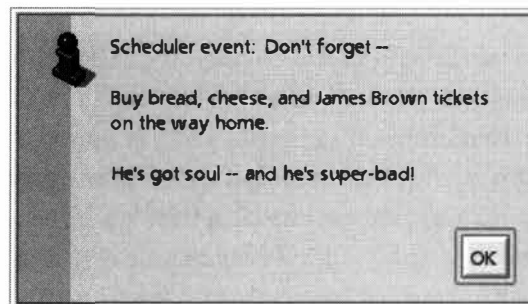 Scheduler event: Don't forget --
Buy bread, cheese, and James Brown tickets
on the way home.
He's got soul -- and he's super-bad!
OK